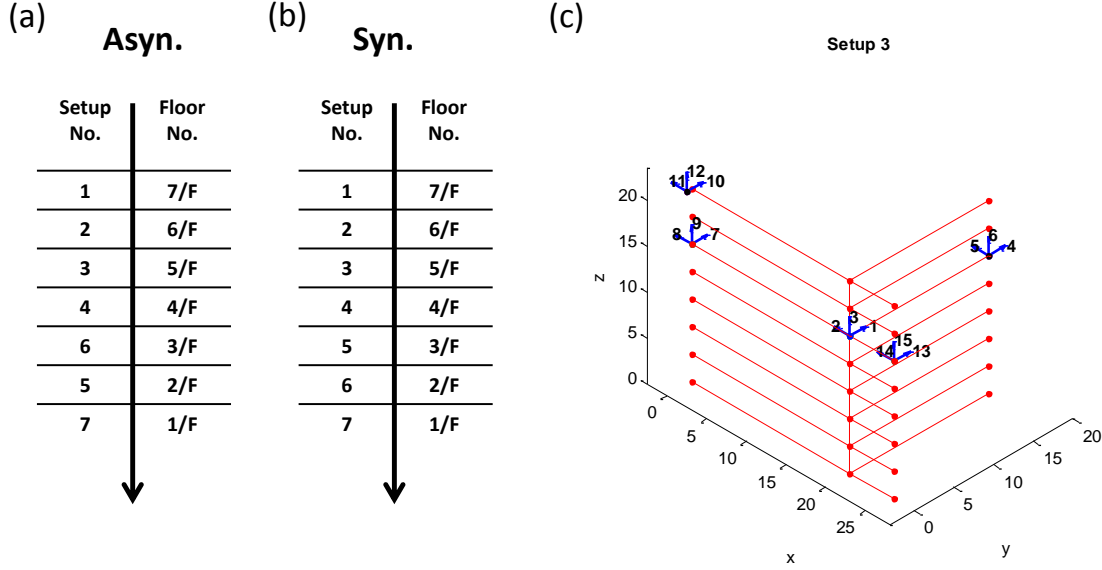 (a)
Asyn.
Setup No. Floor No.
1 7/F
2 6/F
3 5/F
4 4/F
6 3/F
5 2/F
7 1/F
(b)
Syn.
Setup No. Floor No.
1 7/F
2 6/F
3 5/F
4 4/F
5 3/F
6 2/F
7 1/F
(c)
Setup 3
12
11 10
9
8 7
6
5 4
3
2 1
15
14 13
20
15
10
5
0
z
0 5 10 15 20 25
x
0 5 10 15 20
y